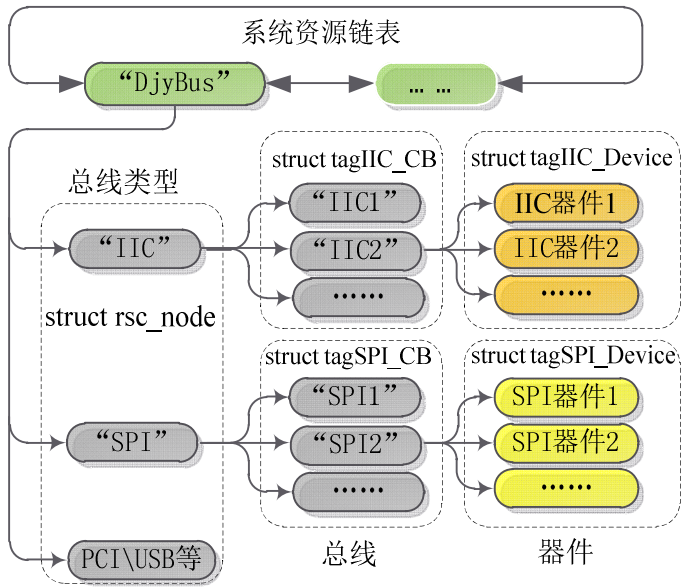 系统资源链表
“DjyBus”
… …
总线类型
struct tagIIC_CB
struct tagIIC_Device
“IIC1”
IIC器件1
“IIC”
“IIC2”
IIC器件2
……
……
struct rsc_node
struct tagSPI_CB
struct tagSPI_Device
“SPI1”
SPI器件1
“SPI”
“SPI2”
SPI器件2
……
……
PCI\USB等
总线
器件